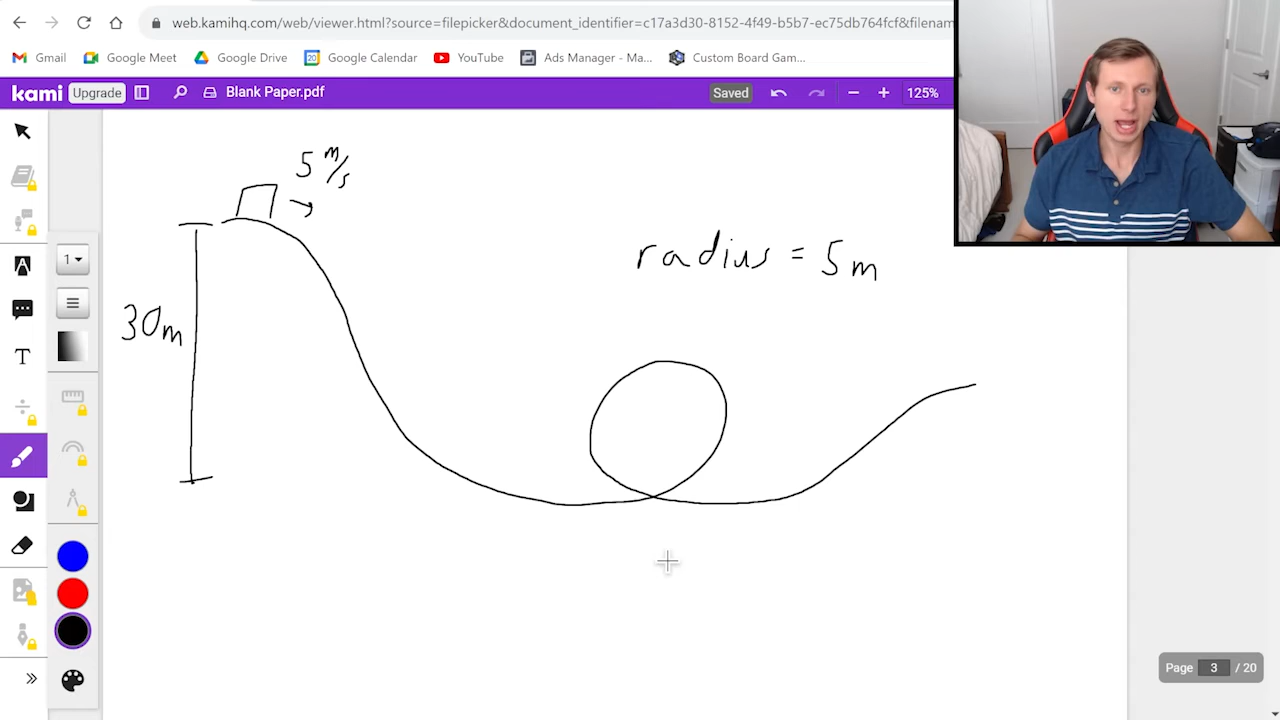 web.kamihq.com/web/viewer.html?source=filepicker&document_identifier=c17a3d30-8152-4f49-b5b7-ec75db764fcf&filenam
Gmail Google Meet Google Drive Google Calendar YouTube Ads Manager - Ma... Custom Board Gam...
kami Upgrade Blank Paper.pdf Saved 125%
5 m/s
radius = 5m
30m
1
T
Page 3 / 20